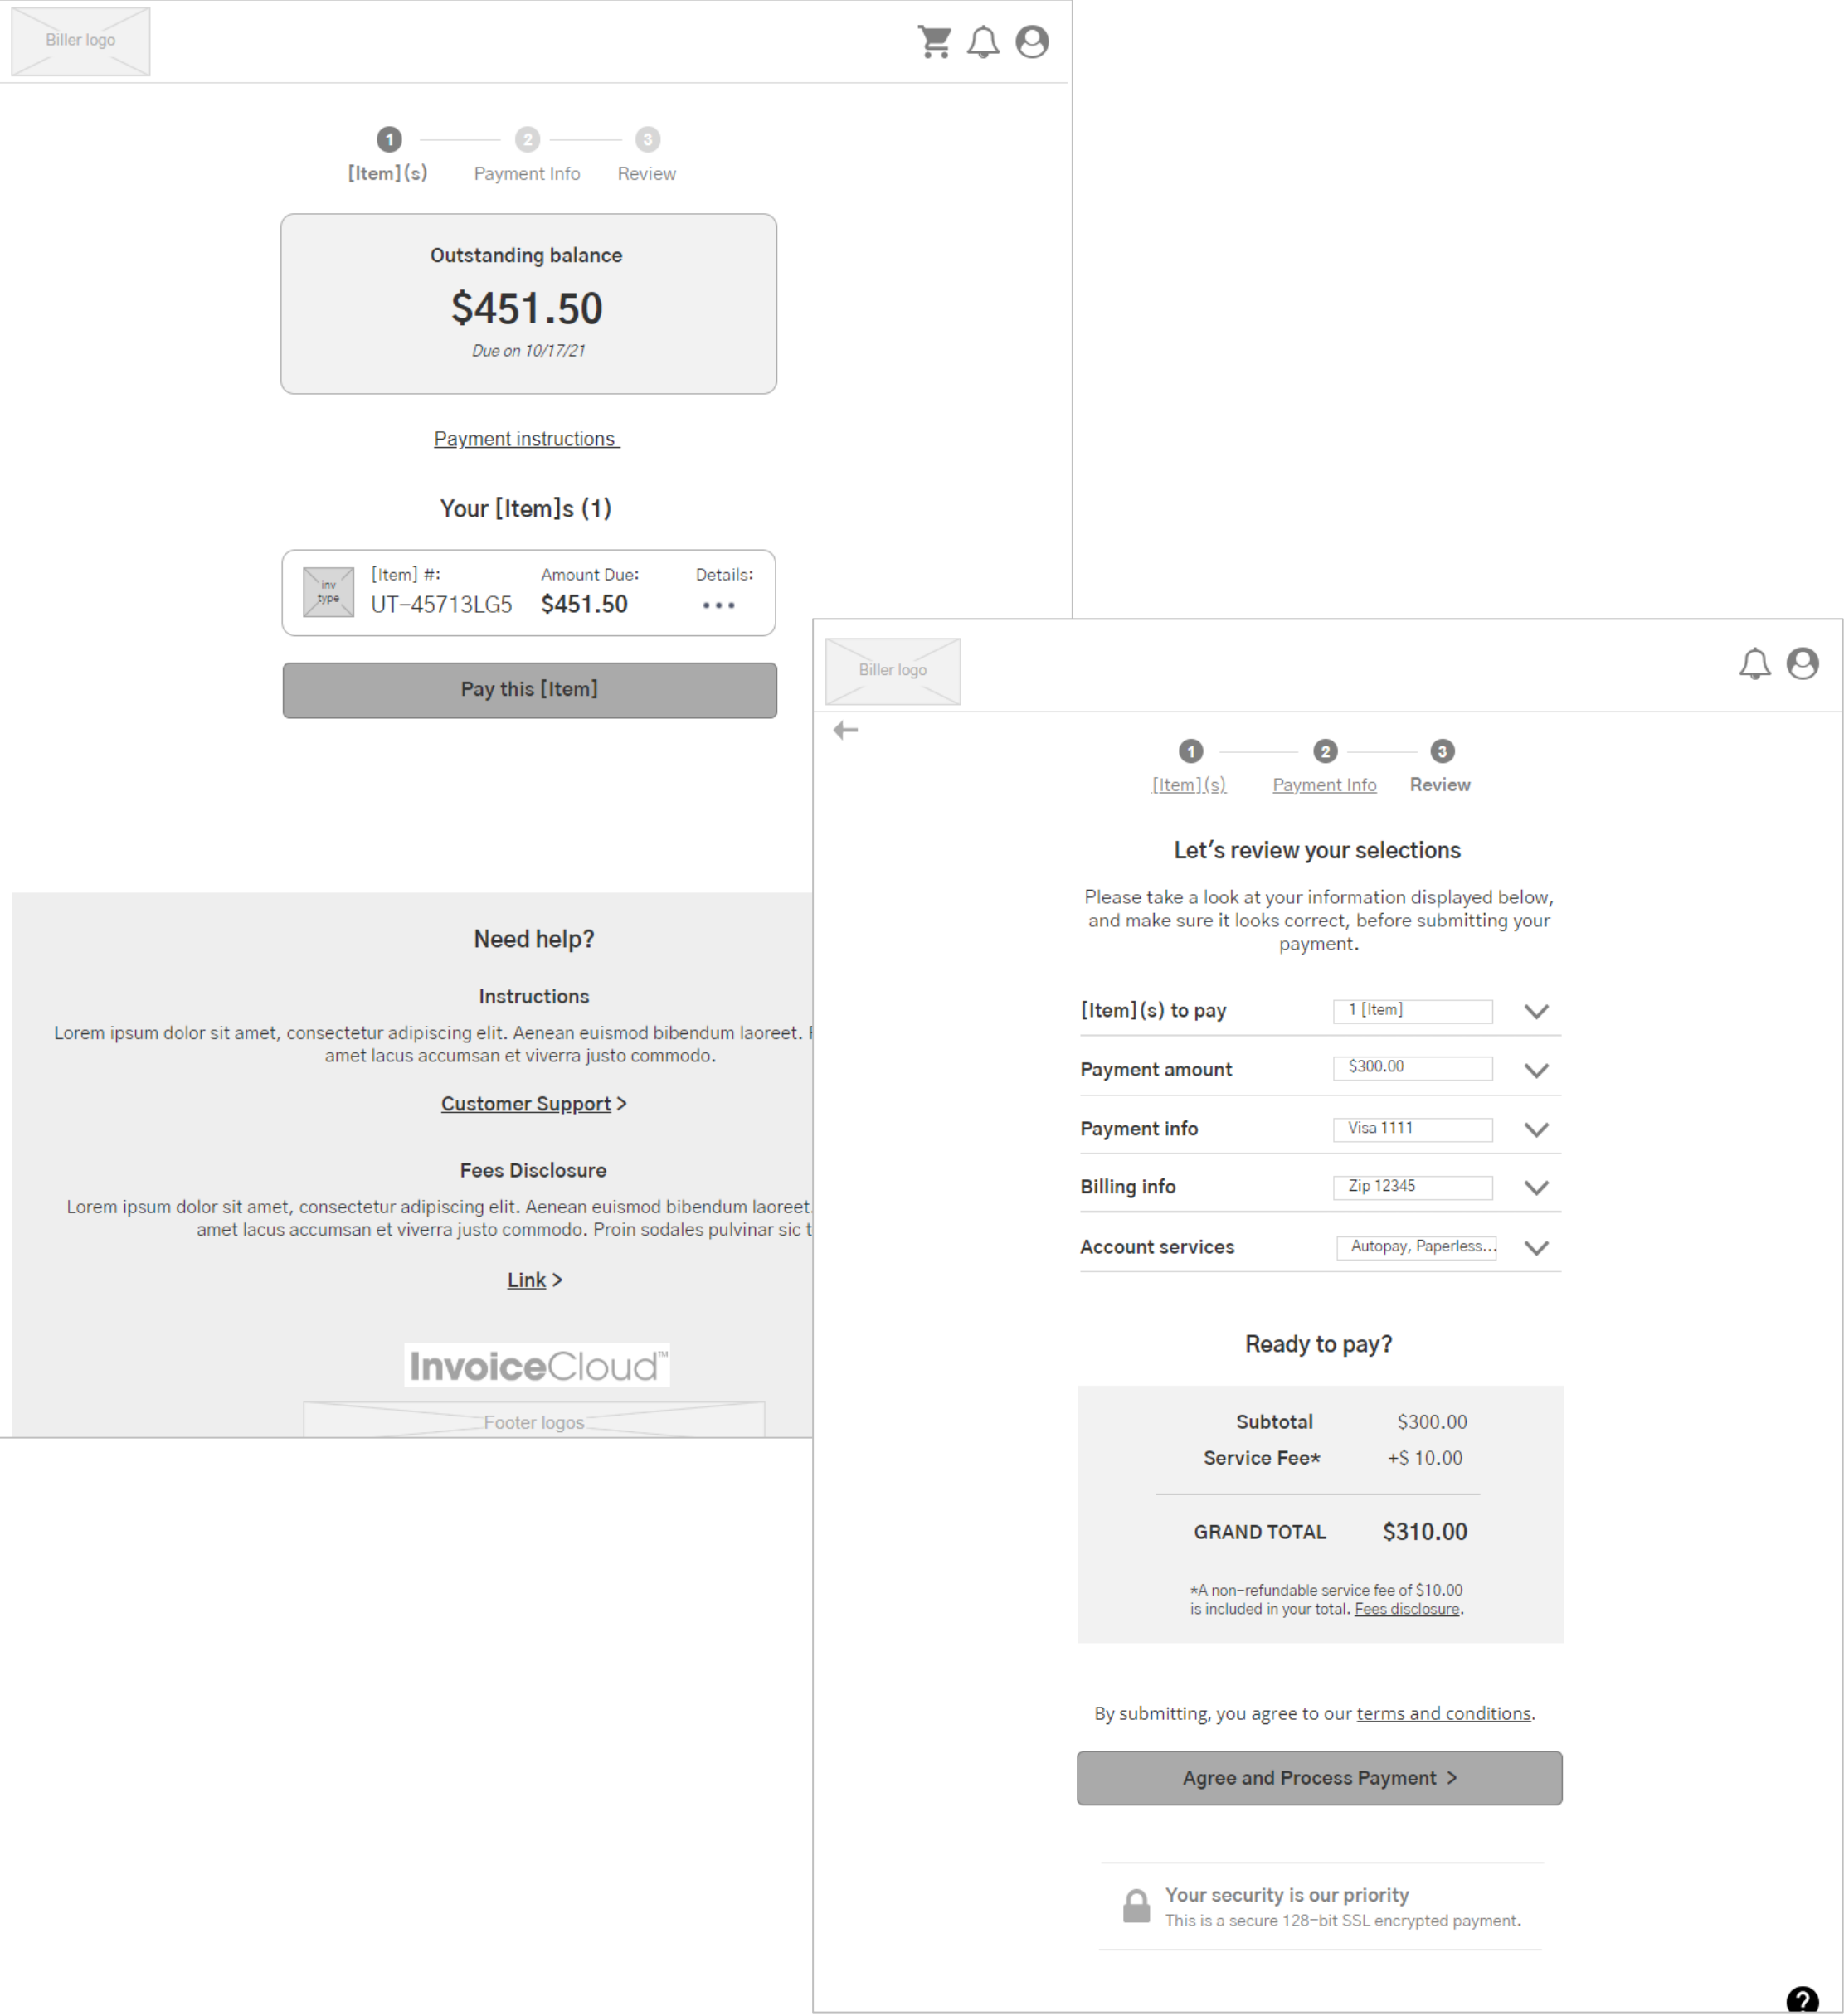 Biller logo
1 2 3
[Item](s) Payment Info Review
Outstanding balance
$451.50
Due on 10/17/21
Payment instructions
Your [Item]s (1)
inv
type
[Item] #: Amount Due: Details:
UT-45713LG5 $451.50 •••
Pay this [Item]
Need help?
Instructions
Lorem ipsum dolor sit amet, consectetur adipiscing elit. Aenean euismod bibendum laoreet.
amet lacus accumsan et viverra justo commodo.
Customer Support >
Fees Disclosure
Lorem ipsum dolor sit amet, consectetur adipiscing elit. Aenean euismod bibendum laoreet.
amet lacus accumsan et viverra justo commodo. Proin sodales pulvinar sic
Link >
InvoiceCloud™
Footer logos
Biller logo
1 2 3
[Item](s) Payment Info Review
Let's review your selections
Please take a look at your information displayed below,
and make sure it looks correct, before submitting your
payment.
[Item](s) to pay 1 [Item]
Payment amount $300.00
Payment info Visa 1111
Billing info Zip 12345
Account services Autopay, Paperless...
Ready to pay?
Subtotal $300.00
Service Fee* +$ 10.00
GRAND TOTAL $310.00
*A non-refundable service fee of $10.00
is included in your total. Fees disclosure.
By submitting, you agree to our terms and conditions.
Agree and Process Payment >
Your security is our priority
This is a secure 128-bit SSL encrypted payment.
?